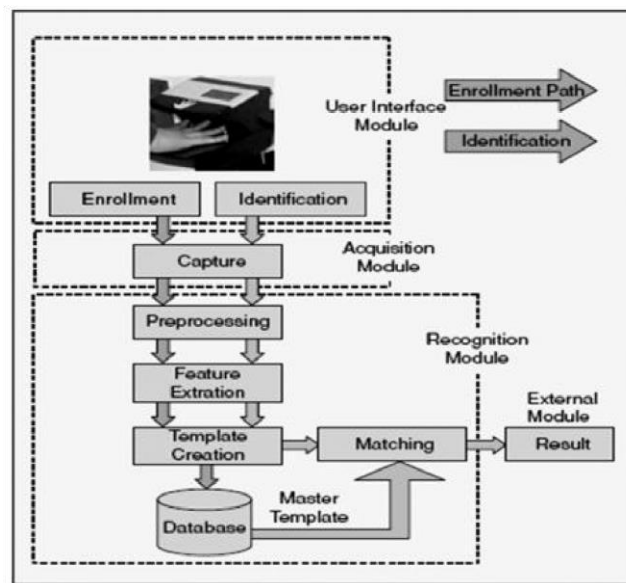 Enrollment Path
User Interface
Module
Identification
Enrollment
Identification
Acquisition
Module
Capture
Preprocessing
Recognition
Module
Feature
Extration
External
Module
Template
Creation
Matching
Result
Master
Template
Database